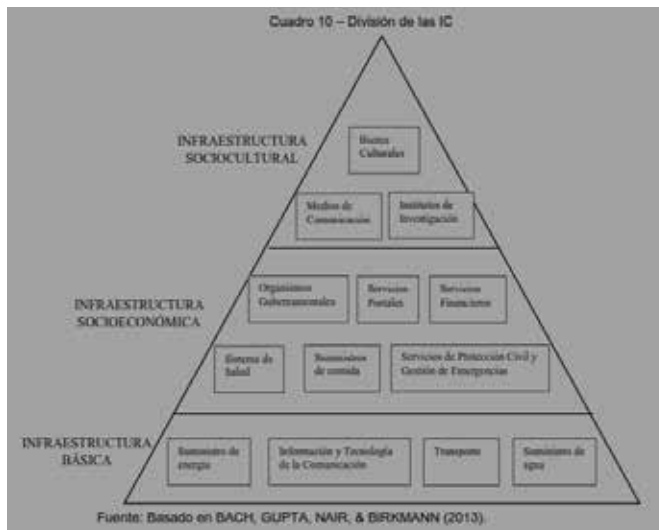 Cuadro 10 – División de las IC
INFRAESTRUCTURA
SOCIOCULTURAL
Bienes
Culturales
Medios de
Comunicación
Institutos de
Investigación
INFRAESTRUCTURA
SOCIOECONÓMICA
Organismos
Gubernamentales
Servicios
Postales
Servicios
Financieros
Sistema de
Salud
Suministros
de comida
Servicios de Protección Civil y
Gestión de Emergencias
INFRAESTRUCTURA
BÁSICA
Suministro de
energía
Información y Tecnología
de la Comunicación
Transporte
Suministro de
agua
Fuente: Basado en BACH, GUPTA, NAIR, & BIRKMANN (2013).